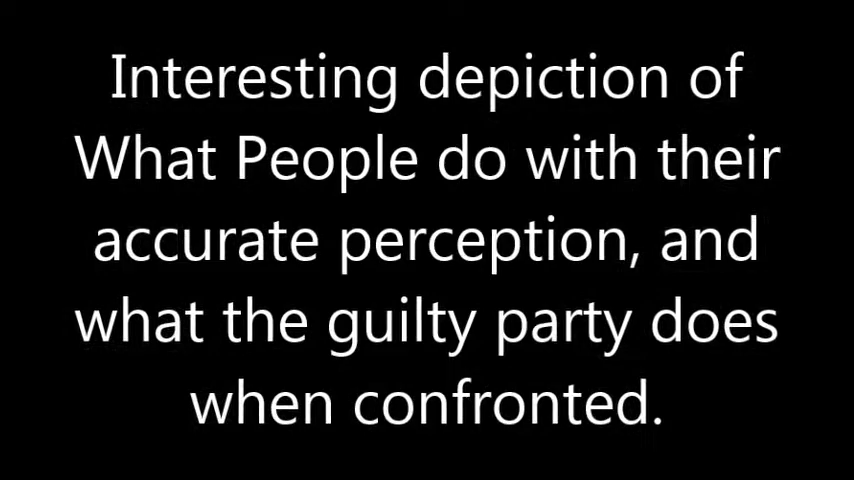 Interesting depiction of
What People do with their
accurate perception, and
what the guilty party does
when confronted.